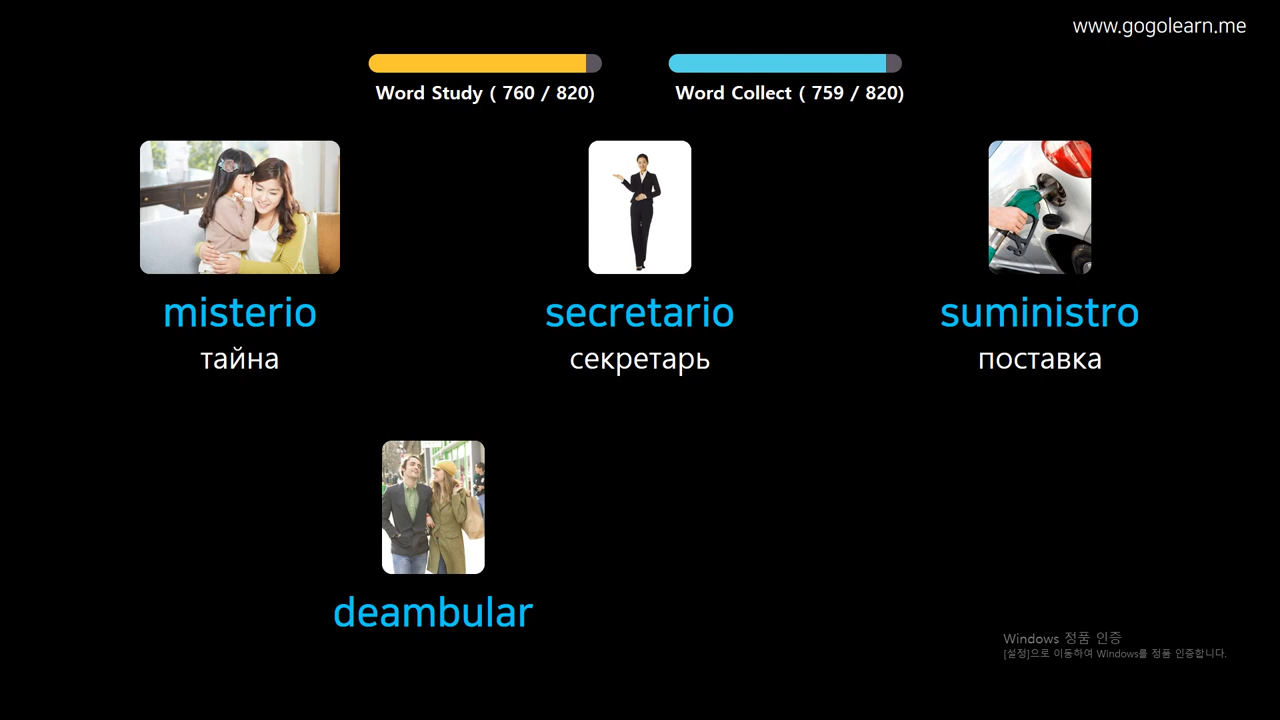 www.gogolearn.me
Word Study ( 760 / 820)
Word Collect ( 759 / 820)
misterio
тайна
secretario
секретарь
suministro
поставка
deambular
Windows 정품 인증
[설정]으로 이동하여 Windows를 정품 인증합니다.